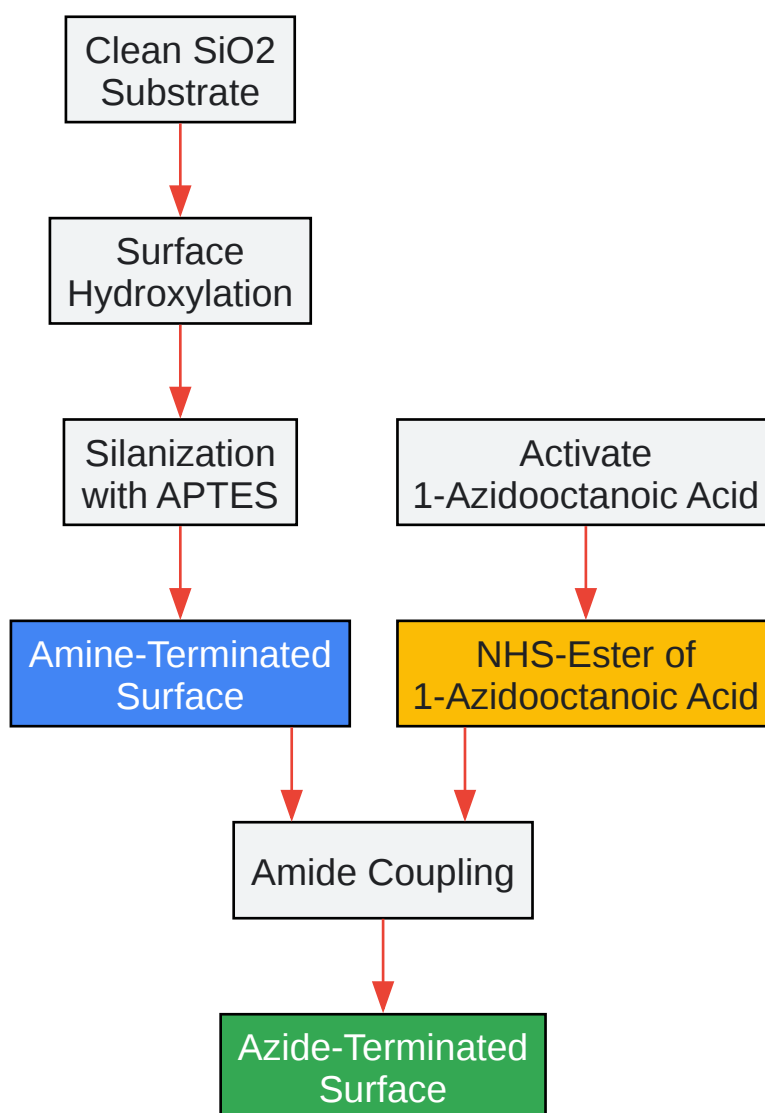 Clean SiO2
Substrate
Surface
Hydroxylation
Silanization
with APTES
Activate
1-Azidooctanoic Acid
Amine-Terminated
Surface
NHS-Ester of
1-Azidooctanoic Acid
Amide Coupling
Azide-Terminated
Surface